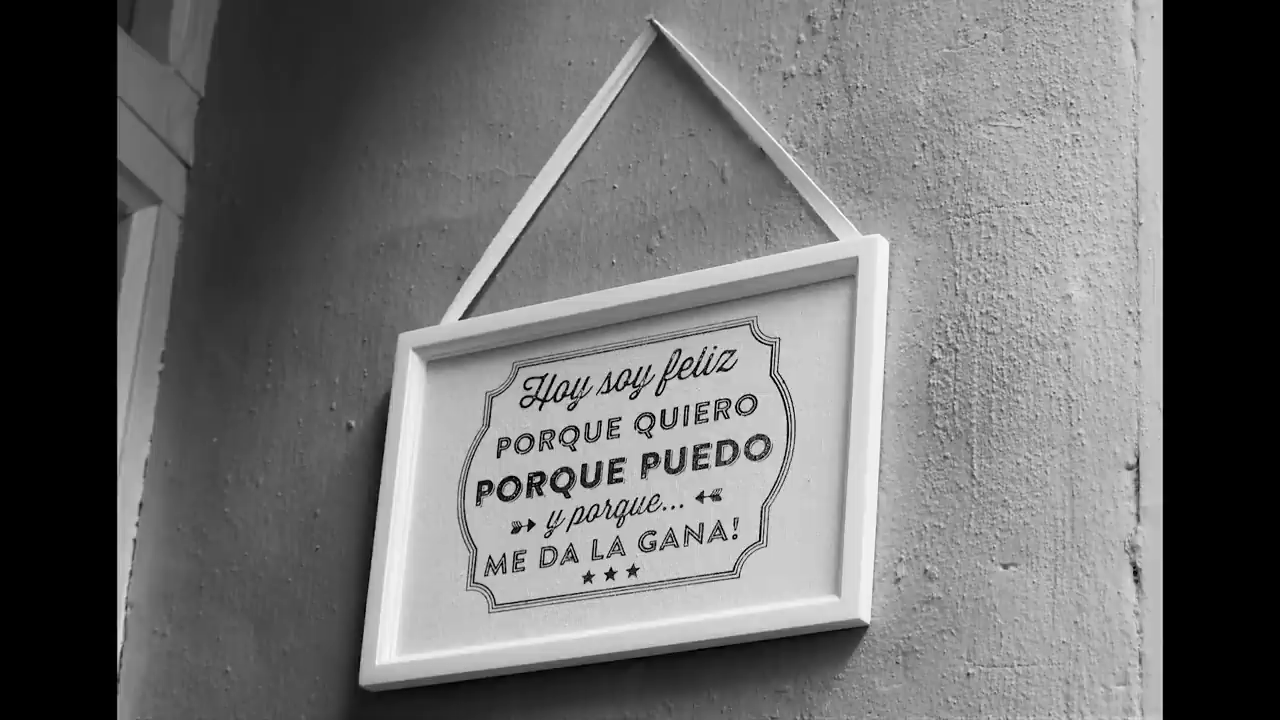 Hoy soy feliz
PORQUE QUIERO
PORQUE PUEDO
y porque...
ME DA LA GANA!